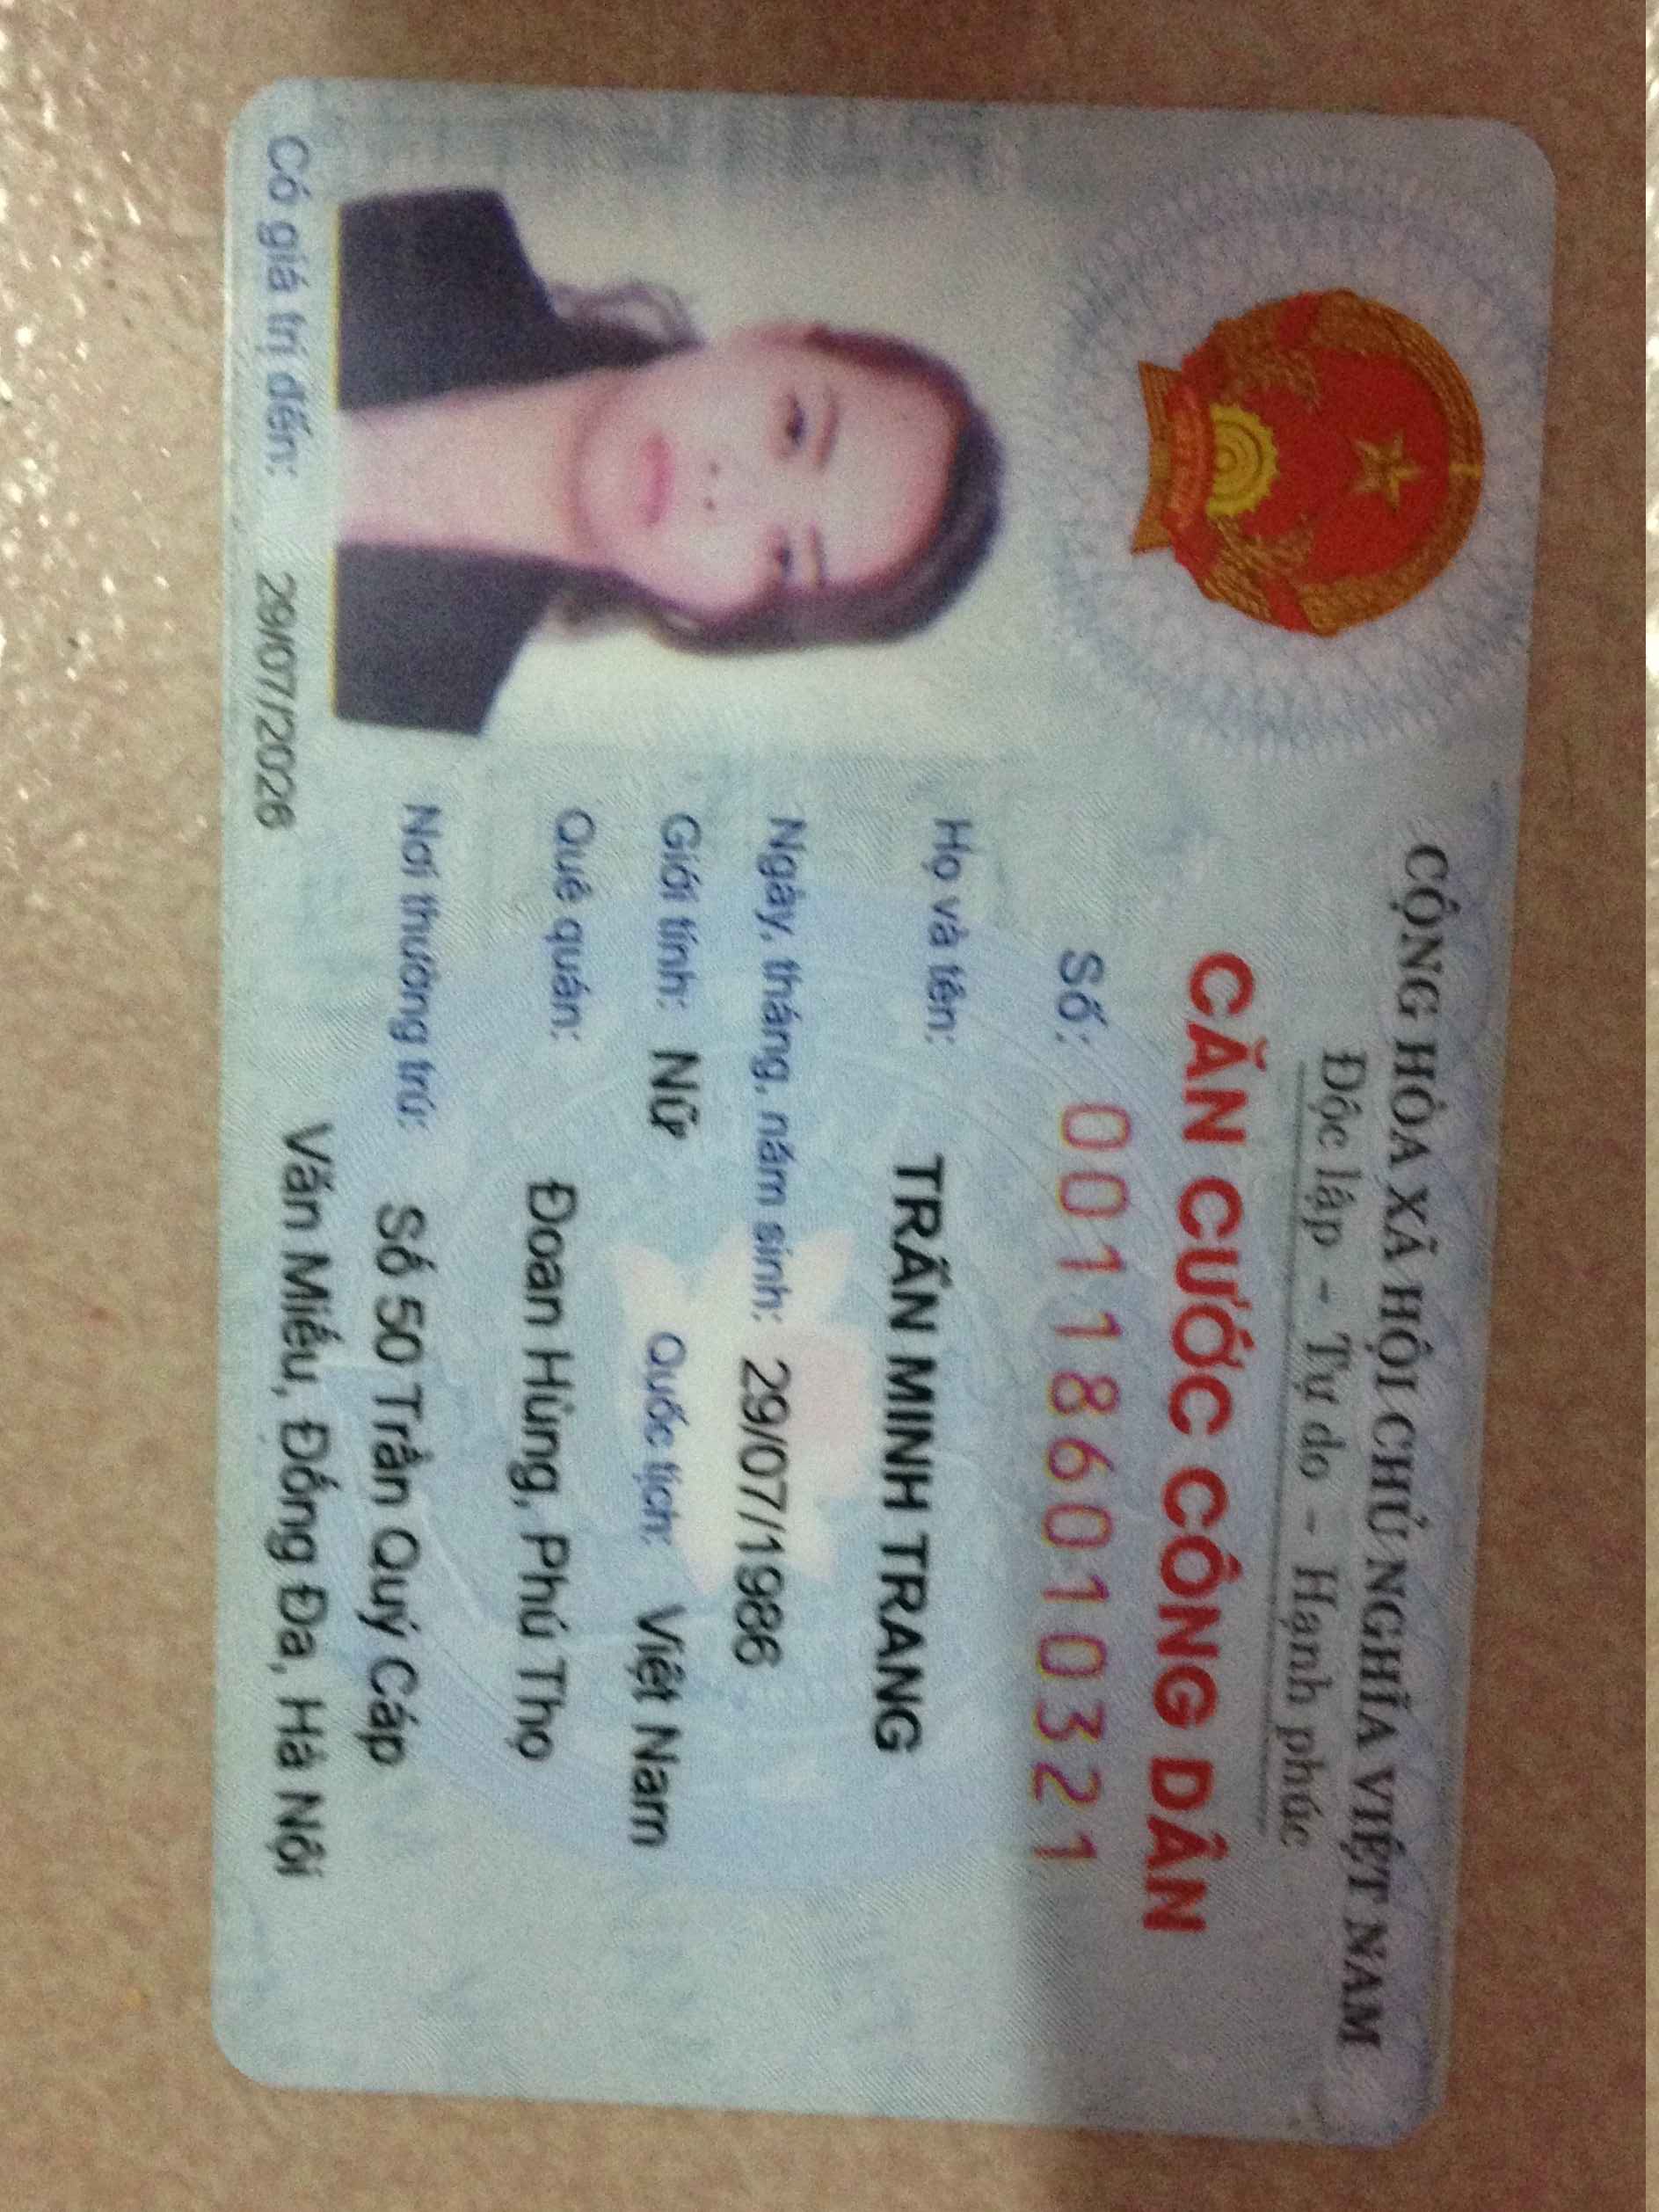 CỘNG HÒA XÃ HỘI CHỦ NGHĨA VIỆT NAM
Độc lập - Tự do - Hạnh phúc
CĂN CƯỚC CÔNG DÂN
Số: 001186010321
Họ và tên: TRẦN MINH TRANG
Ngày, tháng, năm sinh: 29/07/1986
Giới tính: Nữ Quốc tịch: Việt Nam
Quê quán: Đoan Hùng, Phú Thọ
Nơi thường trú: Số 50 Trần Quý Cáp
Văn Miếu, Đống Đa, Hà Nội
Có giá trị đến: 29/07/2026